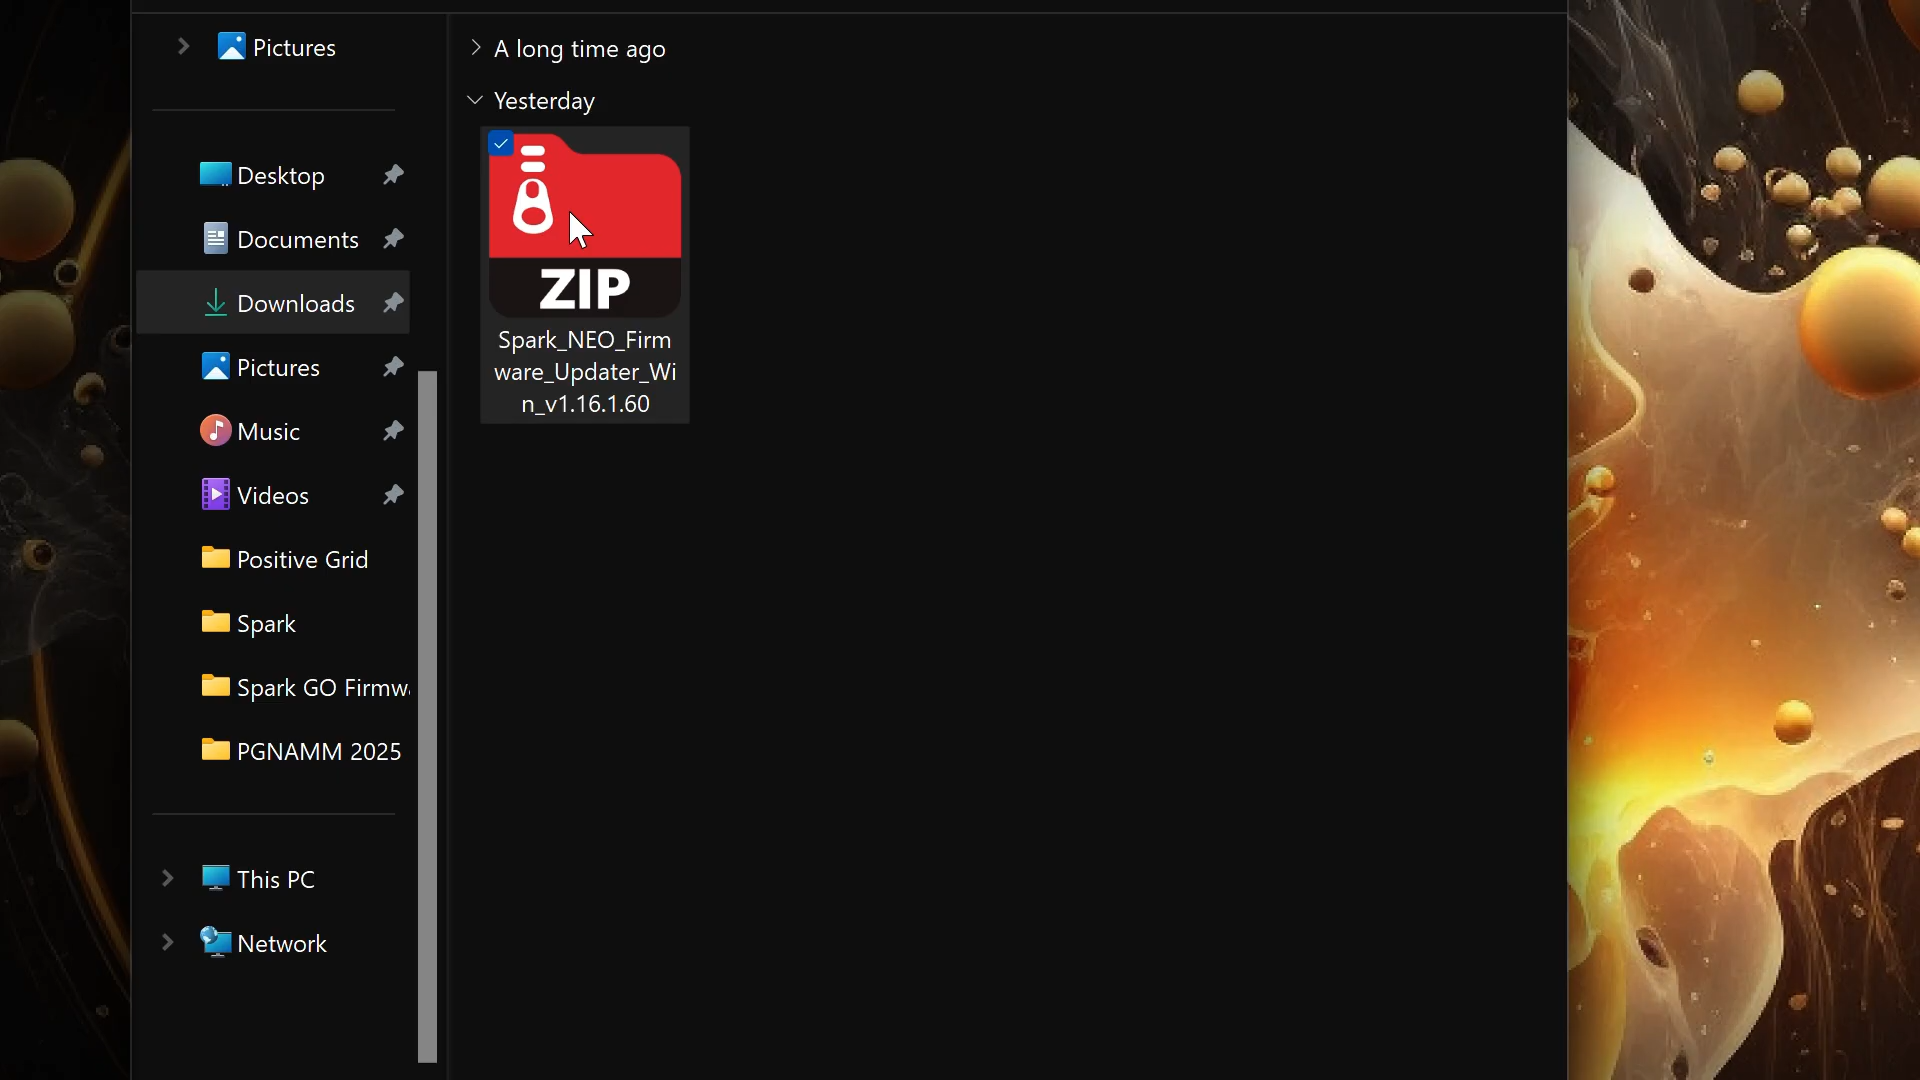 Pictures
Desktop
Documents
Downloads
Pictures
Music
Videos
Positive Grid
Spark
Spark GO Firmw
PGNAMM 2025
This PC
Network
A long time ago
Yesterday
ZIP
Spark_NEO_Firm
ware_Updater_Wi
n_v1.16.1.60